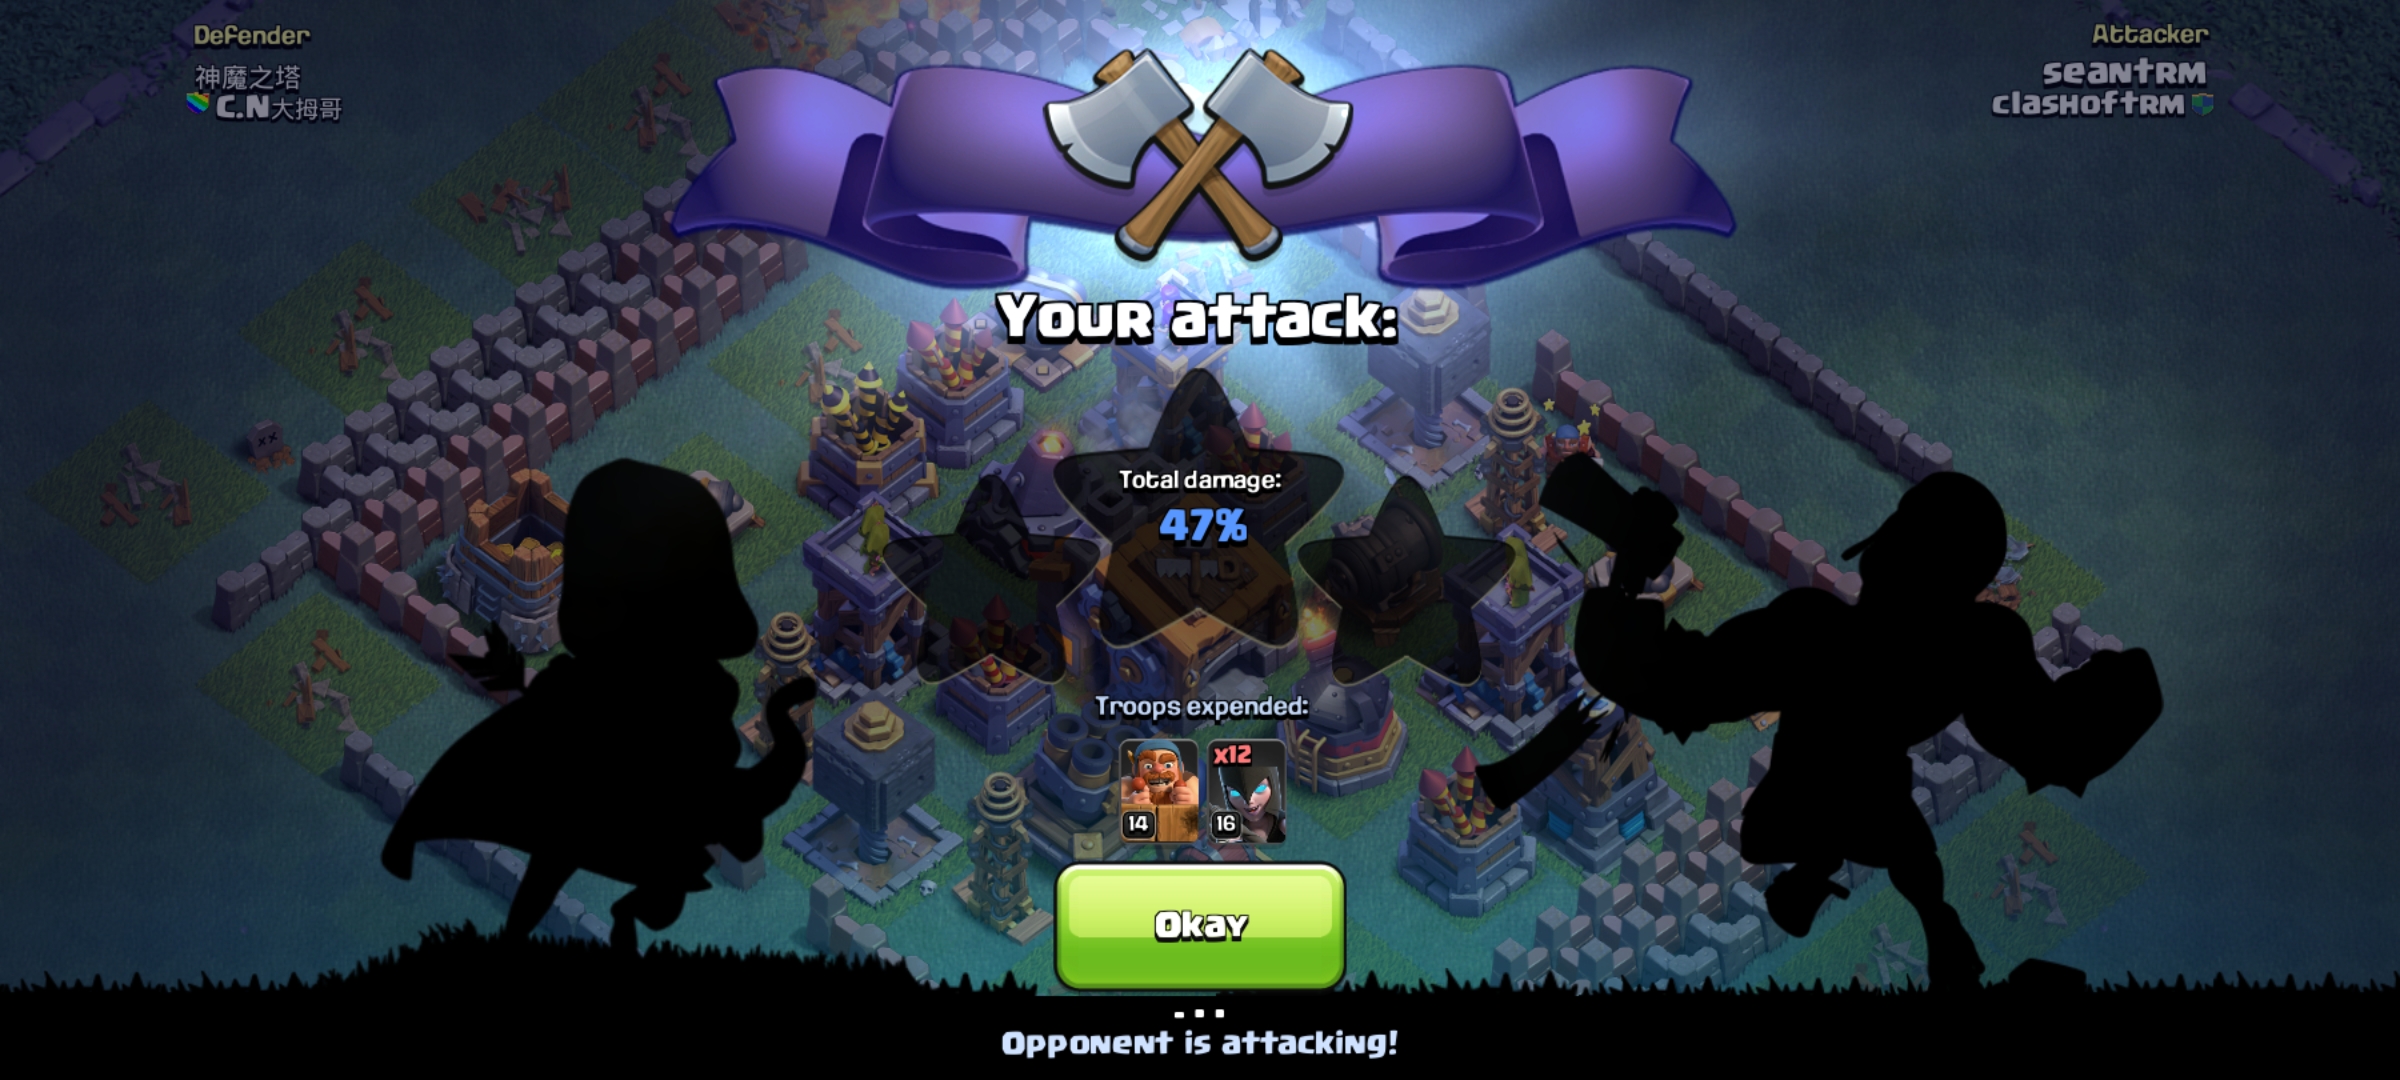 Defender
神魔之塔
C.N大拇哥
Attacker
seantRM
clashoftRM
Your attack:
Total damage:
47%
Troops expended:
x12
14
16
Okay
Opponent is attacking!